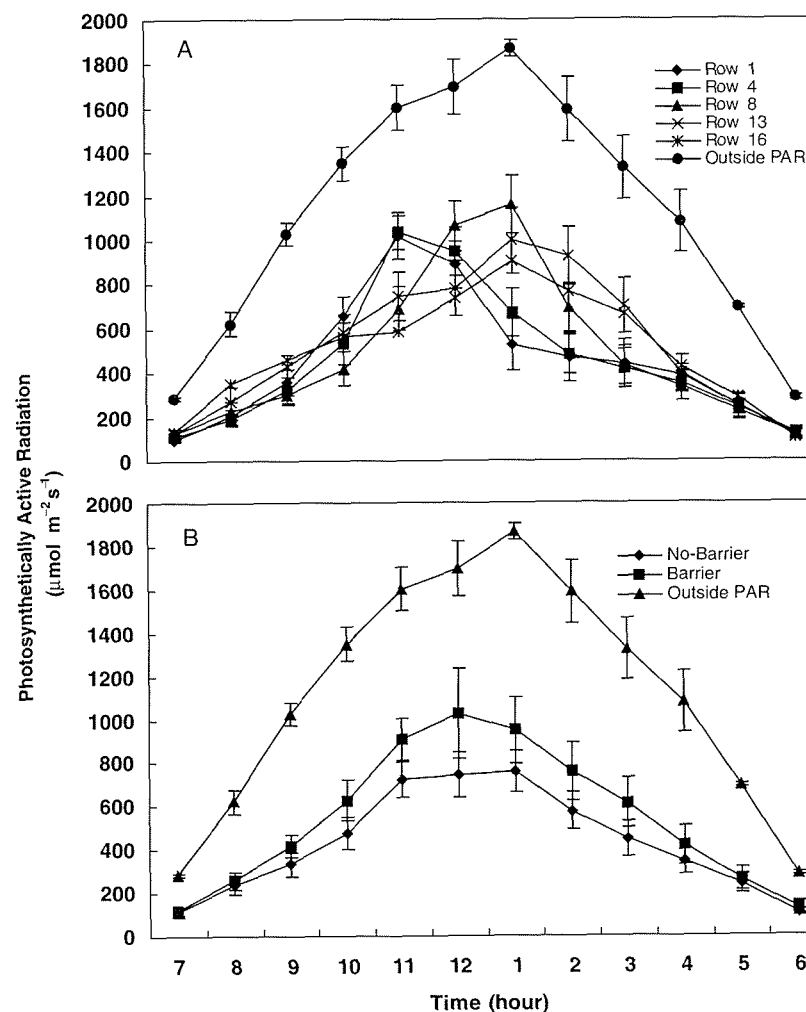 A
2000
1800
1600
1400
1200
1000
800
600
400
200
0
Row 1
Row 4
Row 8
Row 13
Row 16
Outside PAR
B
2000
1800
1600
1400
1200
1000
800
600
400
200
0
No-Barrier
Barrier
Outside PAR
Photosynthetically Active Radiation
(μmol m⁻²s⁻¹)
7 8 9 10 11 12 1 2 3 4 5 6
Time (hour)